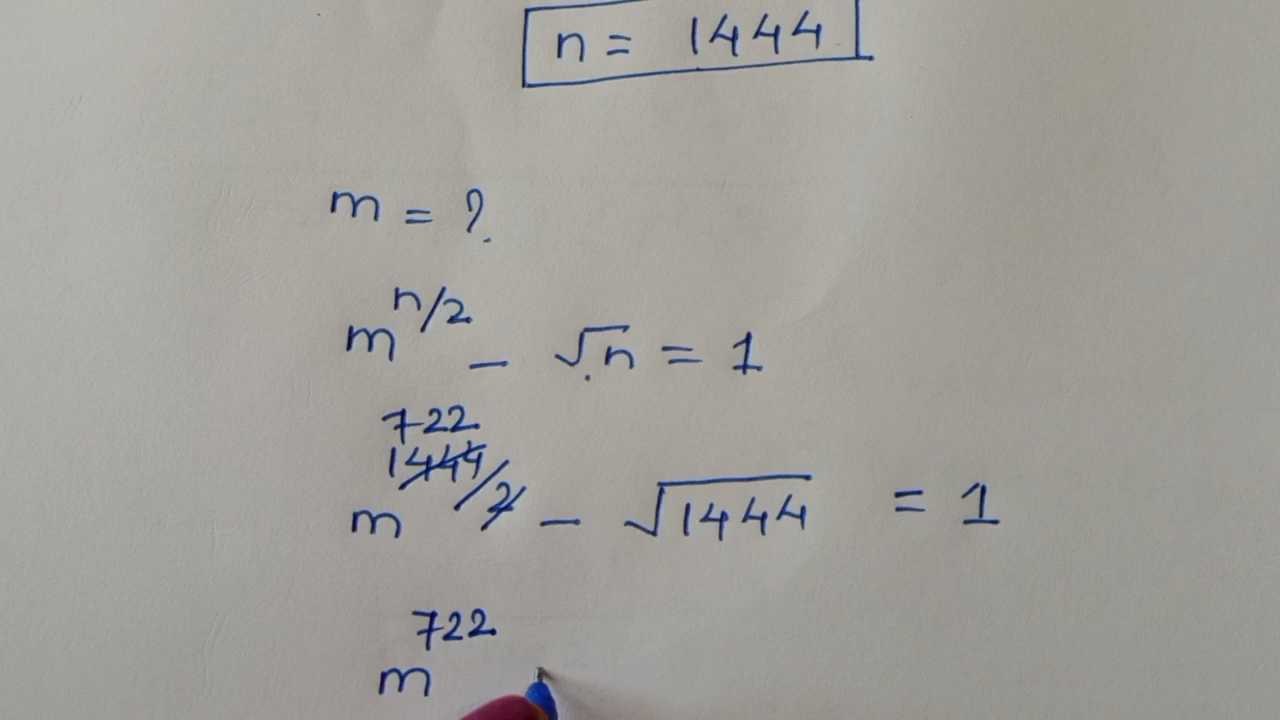 n = 1444
m = ?
m^{n/2} - √n = 1
722
m^{1444/2} - √1444 = 1
m^{722}